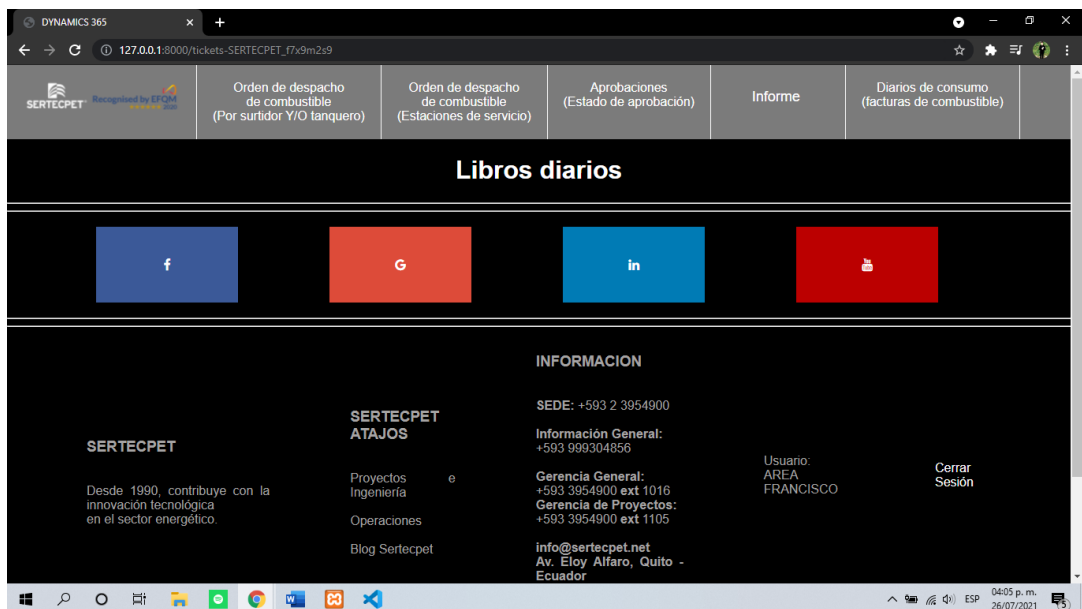 DYNAMICS 365
127.0.0.1:8000/tickets-SERTECPET_f7x9m2s9
SERTECPET
Recognised by EFQM
2020
Orden de despacho
de combustible
(Por surtidor Y/O tanquero)
Orden de despacho
de combustible
(Estaciones de servicio)
Aprobaciones
(Estado de aprobación)
Informe
Diarios de consumo
(facturas de combustible)
Libros diarios
f
G
in
You
SERTECPET
Desde 1990, contribuye con la
innovación tecnológica
en el sector energético.
SERTECPET
ATAJOS
Proyectos e
Ingeniería
Operaciones
Blog Sertecpet
INFORMACION
SEDE: +593 2 3954900
Información General:
+593 999304856
Gerencia General:
+593 3954900 ext 1016
Gerencia de Proyectos:
+593 3954900 ext 1105
info@sertecpet.net
Av. Eloy Alfaro, Quito -
Ecuador
Usuario:
AREA
FRANCISCO
Cerrar
Sesión
ESP
04:05 p. m.
26/07/2021